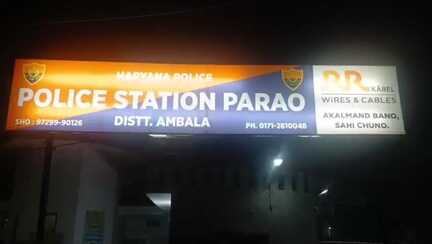 HARYANA POLICE
POLICE STATION PARAO
DISTT. AMBALA
SHO : 97299-90126
PH. 0171-2610048
RR KABEL
WIRES & CABLES
AKALMAND BANO,
SAHI CHUNO.